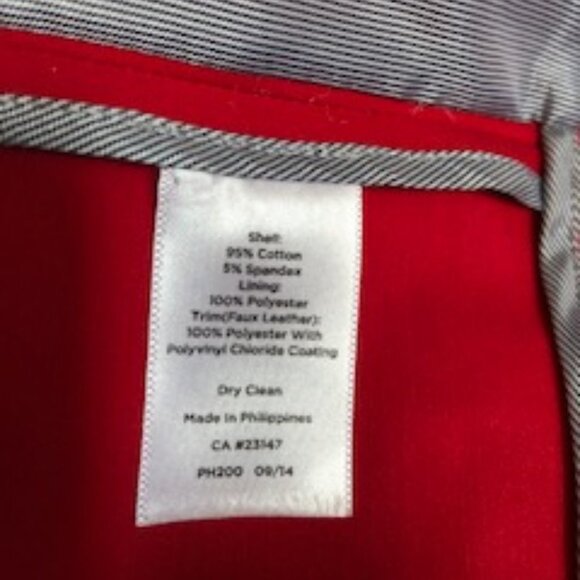 Shell:
95% Cotton
5% Spandex
Lining:
100% Polyester
Trim(Faux Leather):
100% Polyester With
Polyvinyl Chloride Coating
Dry Clean
Made In Philippines
CA #23147
PH200 09/14